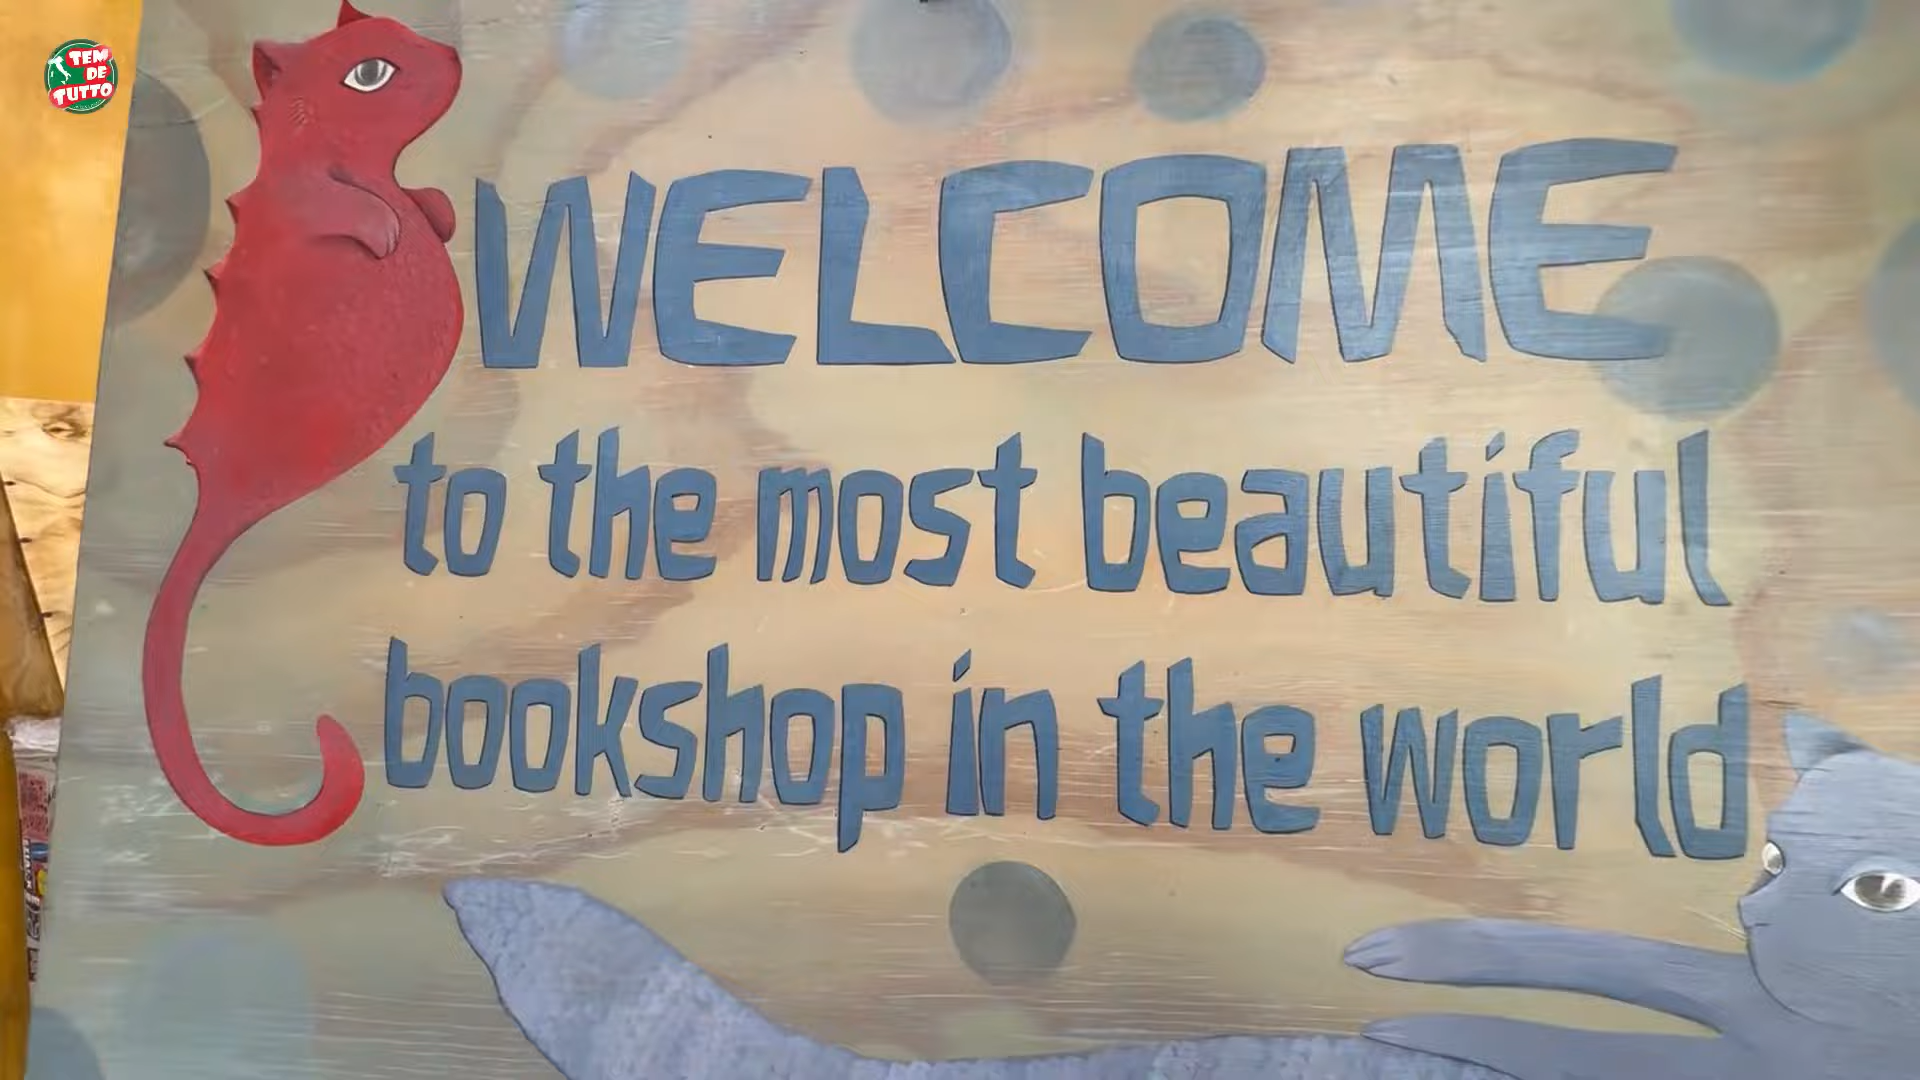 TEM
DE
TUTTO
WELCOME
to the most beautiful
bookshop in the world